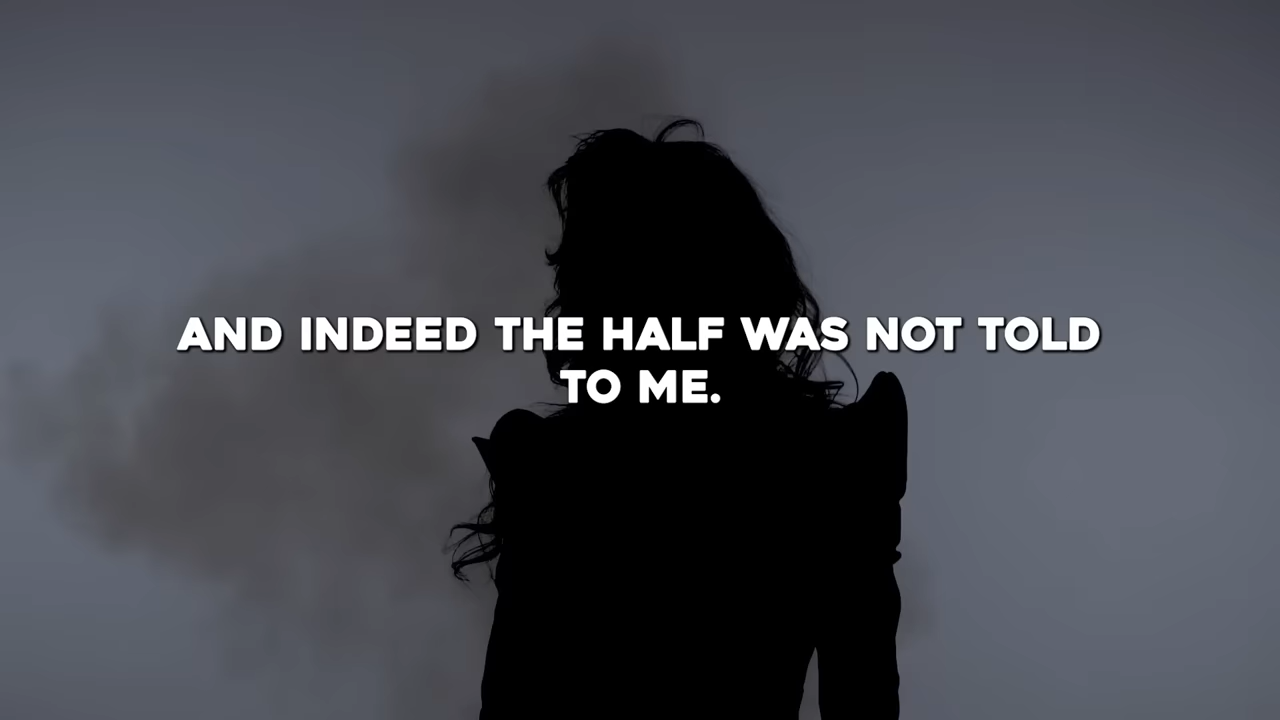 AND INDEED THE HALF WAS NOT TOLD
TO ME.